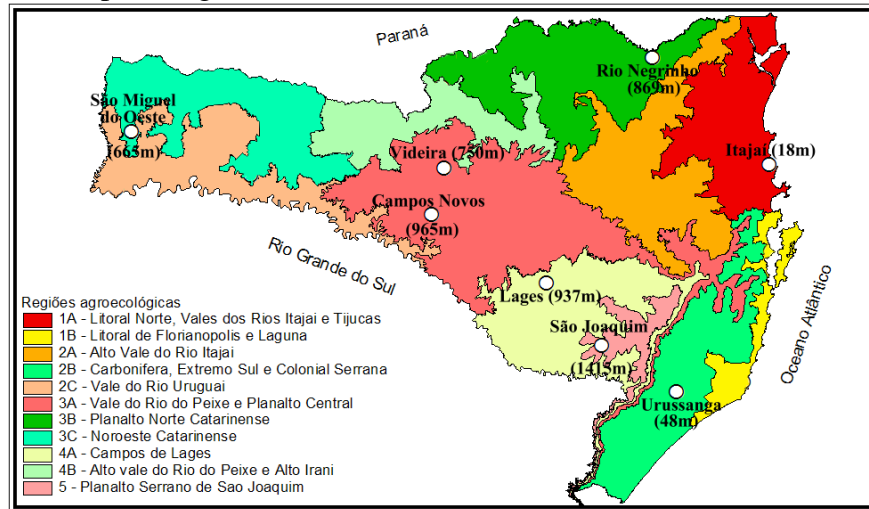 Paraná
Rio Negrinho
(869m)
São Miguel
do Oeste
(665m)
Videira (750m)
Itajaí (18m)
Campos Novos
(965m)
Rio Grande do Sul
Lages (937m)
São Joaquim
(1415m)
Oceano Atlântico
Urussanga
(48m)
Regiões agroecológicas
1A - Litoral Norte, Vales dos Rios Itajai e Tijucas
1B - Litoral de Florianopolis e Laguna
2A - Alto Vale do Rio Itajai
2B - Carbonifera, Extremo Sul e Colonial Serrana
2C - Vale do Rio Uruguai
3A - Vale do Rio do Peixe e Planalto Central
3B - Planalto Norte Catarinense
3C - Noroeste Catarinense
4A - Campos de Lages
4B - Alto vale do Rio do Peixe e Alto Irani
5 - Planalto Serrano de Sao Joaquim